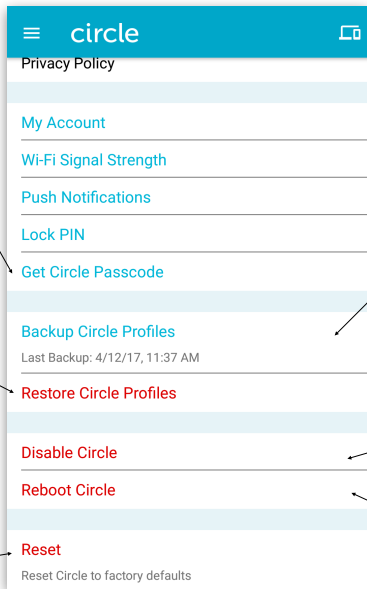 circle
Privacy Policy
My Account
Wi-Fi Signal Strength
Push Notifications
Lock PIN
Get Circle Passcode
Backup Circle Profiles
Last Backup: 4/12/17, 11:37 AM
Restore Circle Profiles
Disable Circle
Reboot Circle
Reset
Reset Circle to factory defaults